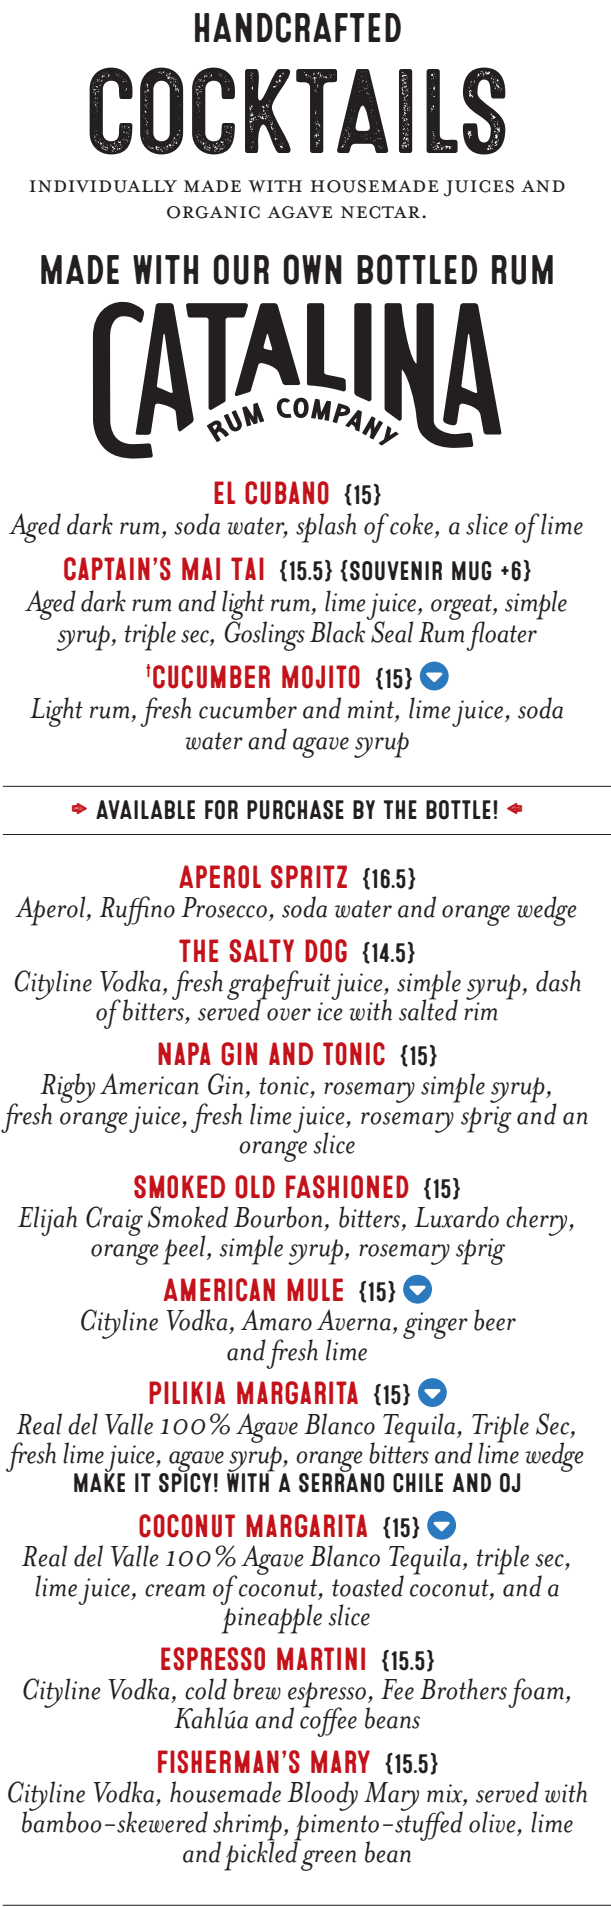 HANDCRAFTED
COCKTAILS
INDIVIDUALLY MADE WITH HOUSEMADE JUICES AND
ORGANIC AGAVE NECTAR.
MADE WITH OUR OWN BOTTLED RUM
CATALINA
RUM COMPANY
EL CUBANO {15}
Aged dark rum, soda water, splash of coke, a slice of lime
CAPTAIN'S MAI TAI {15.5} {SOUVENIR MUG +6}
Aged dark rum and light rum, lime juice, orgeat, simple
syrup, triple sec, Goslings Black Seal Rum floater
†CUCUMBER MOJITO {15}
Light rum, fresh cucumber and mint, lime juice, soda
water and agave syrup
AVAILABLE FOR PURCHASE BY THE BOTTLE!
APEROL SPRITZ {16.5}
Aperol, Ruffino Prosecco, soda water and orange wedge
THE SALTY DOG {14.5}
Cityline Vodka, fresh grapefruit juice, simple syrup, dash
of bitters, served over ice with salted rim
NAPA GIN AND TONIC {15}
Rigby American Gin, tonic, rosemary simple syrup,
fresh orange juice, fresh lime juice, rosemary sprig and an
orange slice
SMOKED OLD FASHIONED {15}
Elijah Craig Smoked Bourbon, bitters, Luxardo cherry,
orange peel, simple syrup, rosemary sprig
AMERICAN MULE {15}
Cityline Vodka, Amaro Averna, ginger beer
and fresh lime
PILIKIA MARGARITA {15}
Real del Valle 100% Agave Blanco Tequila, Triple Sec,
fresh lime juice, agave syrup, orange bitters and lime wedge
MAKE IT SPICY! WITH A SERRANO CHILE AND OJ
COCONUT MARGARITA {15}
Real del Valle 100% Agave Blanco Tequila, triple sec,
lime juice, cream of coconut, toasted coconut, and a
pineapple slice
ESPRESSO MARTINI {15.5}
Cityline Vodka, cold brew espresso, Fee Brothers foam,
Kahlúa and coffee beans
FISHERMAN'S MARY {15.5}
Cityline Vodka, housemade Bloody Mary mix, served with
bamboo-skewered shrimp, pimento-stuffed olive, lime
and pickled green bean